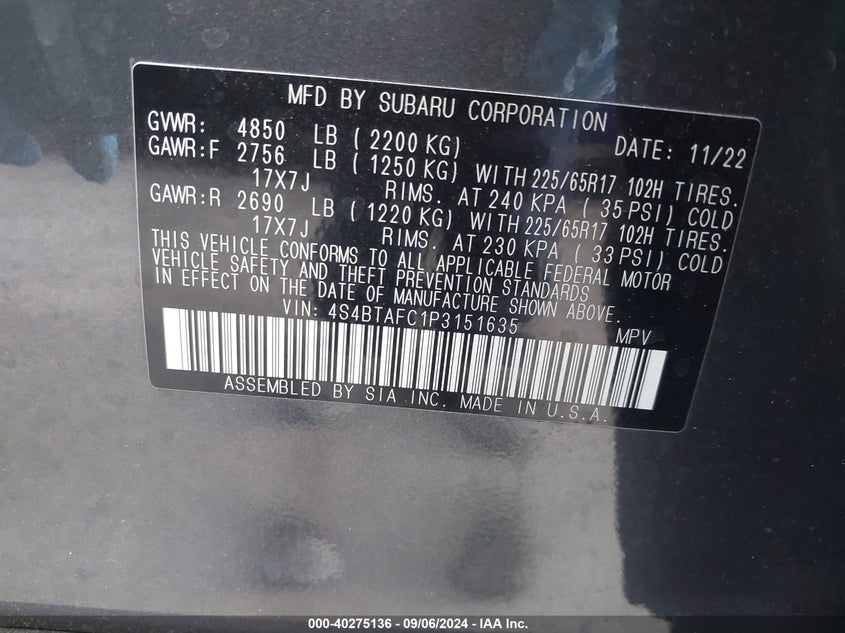 MFD BY SUBARU CORPORATION
GVWR: 4850 LB ( 2200 KG) DATE: 11/22
GAWR:F 2756 LB ( 1250 KG) WITH 225/65R17 102H TIRES.
17X7J RIMS. AT 240 KPA ( 35 PSI) COLD
GAWR:R 2690 LB ( 1220 KG) WITH 225/65R17 102H TIRES.
17X7J RIMS. AT 230 KPA ( 33 PSI) COLD
THIS VEHICLE CONFORMS TO ALL APPLICABLE FEDERAL MOTOR
VEHICLE SAFETY AND THEFT PREVENTION STANDARDS
IN EFFECT ON THE DATE OF MANUFACTURE SHOWN ABOVE.
VIN: 4S4BTAFC1P3151635 MPV
ASSEMBLED BY SIA INC. MADE IN U.S.A.
000-40275136 - 09/06/2024 - IAA Inc.